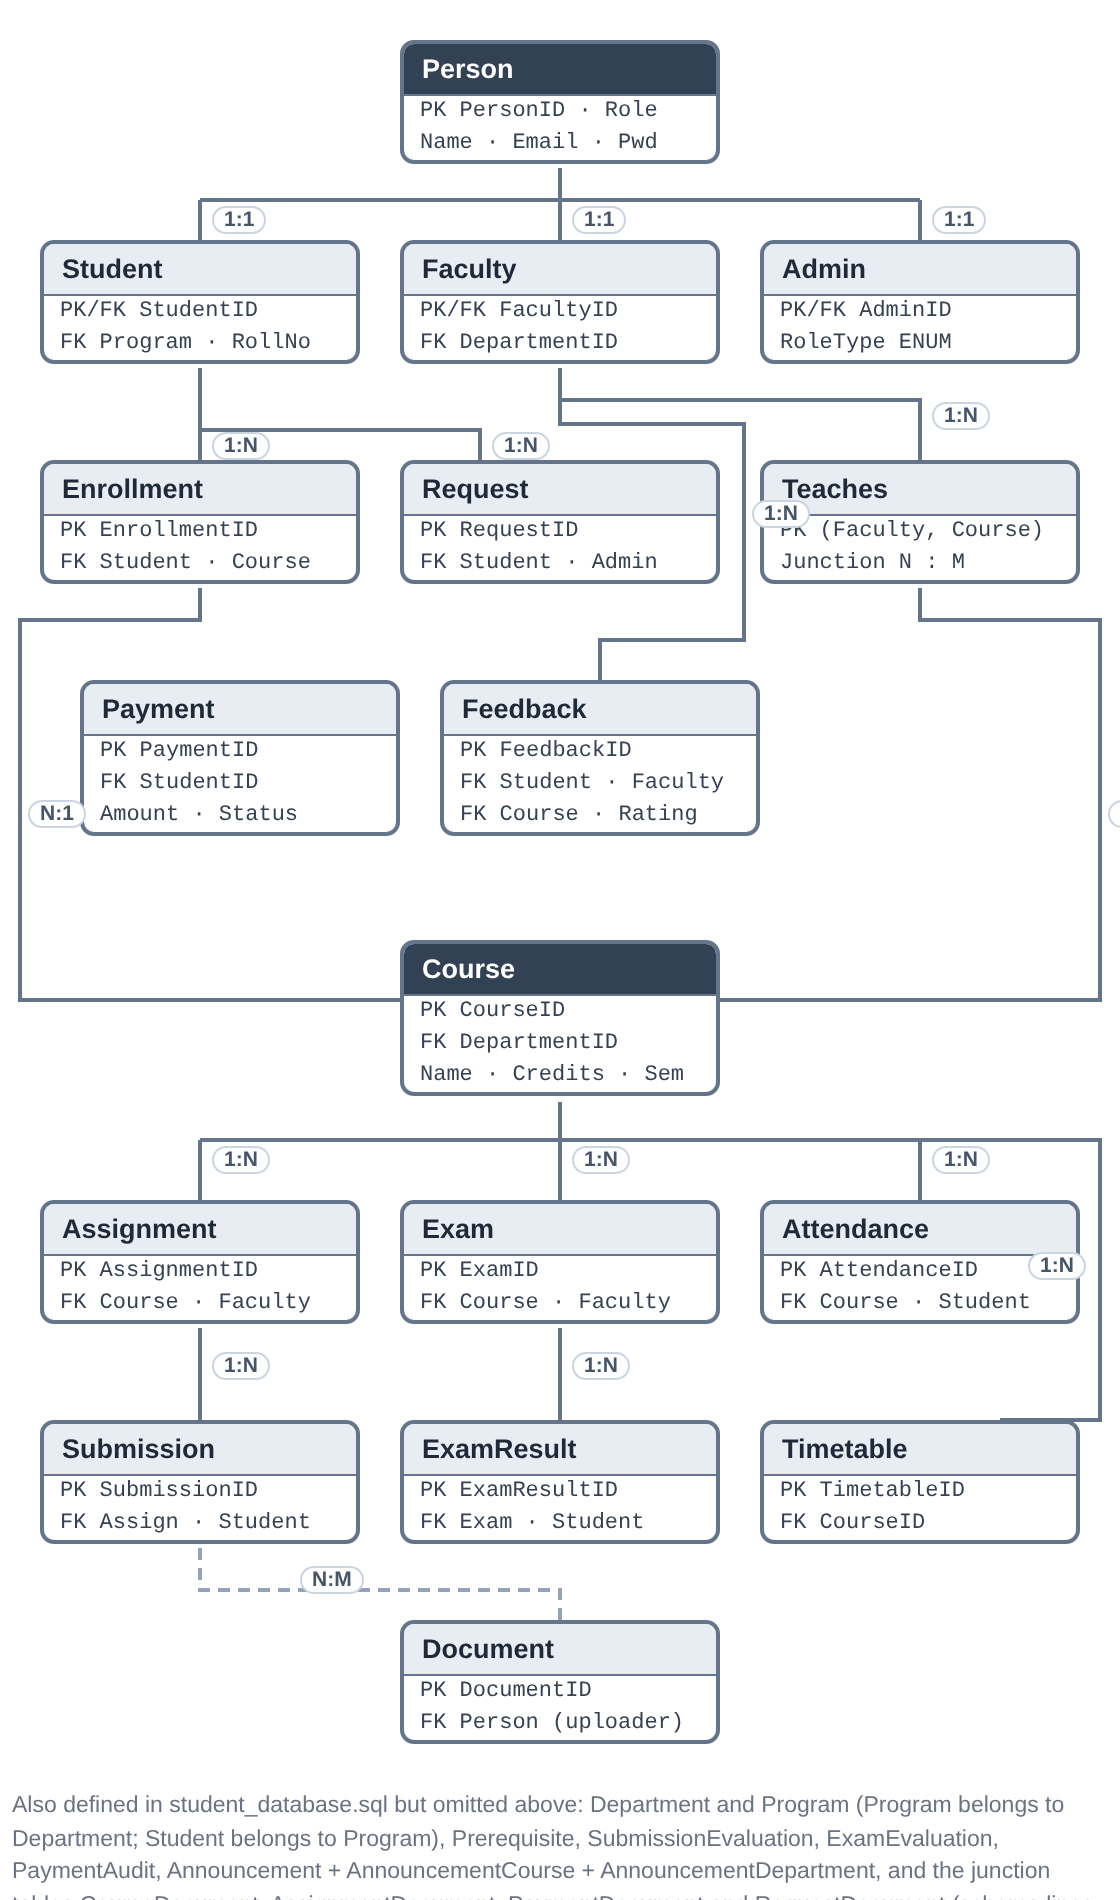 Person
PK PersonID · Role
Name · Email · Pwd
1:1
1:1
1:1
Student
PK/FK StudentID
FK Program · RollNo
Faculty
PK/FK FacultyID
FK DepartmentID
Admin
PK/FK AdminID
RoleType ENUM
1:N
1:N
1:N
Enrollment
PK EnrollmentID
FK Student · Course
Request
PK RequestID
FK Student · Admin
1:N
Teaches
PK (Faculty, Course)
Junction N : M
Payment
PK PaymentID
FK StudentID
Amount · Status
Feedback
PK FeedbackID
FK Student · Faculty
FK Course · Rating
N:1
Course
PK CourseID
FK DepartmentID
Name · Credits · Sem
1:N
1:N
1:N
Assignment
PK AssignmentID
FK Course · Faculty
Exam
PK ExamID
FK Course · Faculty
Attendance
PK AttendanceID
FK Course · Student
1:N
1:N
1:N
Submission
PK SubmissionID
FK Assign · Student
ExamResult
PK ExamResultID
FK Exam · Student
Timetable
PK TimetableID
FK CourseID
N:M
Document
PK DocumentID
FK Person (uploader)
Also defined in student_database.sql but omitted above: Department and Program (Program belongs to
Department; Student belongs to Program), Prerequisite, SubmissionEvaluation, ExamEvaluation,
PaymentAudit, Announcement + AnnouncementCourse + AnnouncementDepartment, and the junction